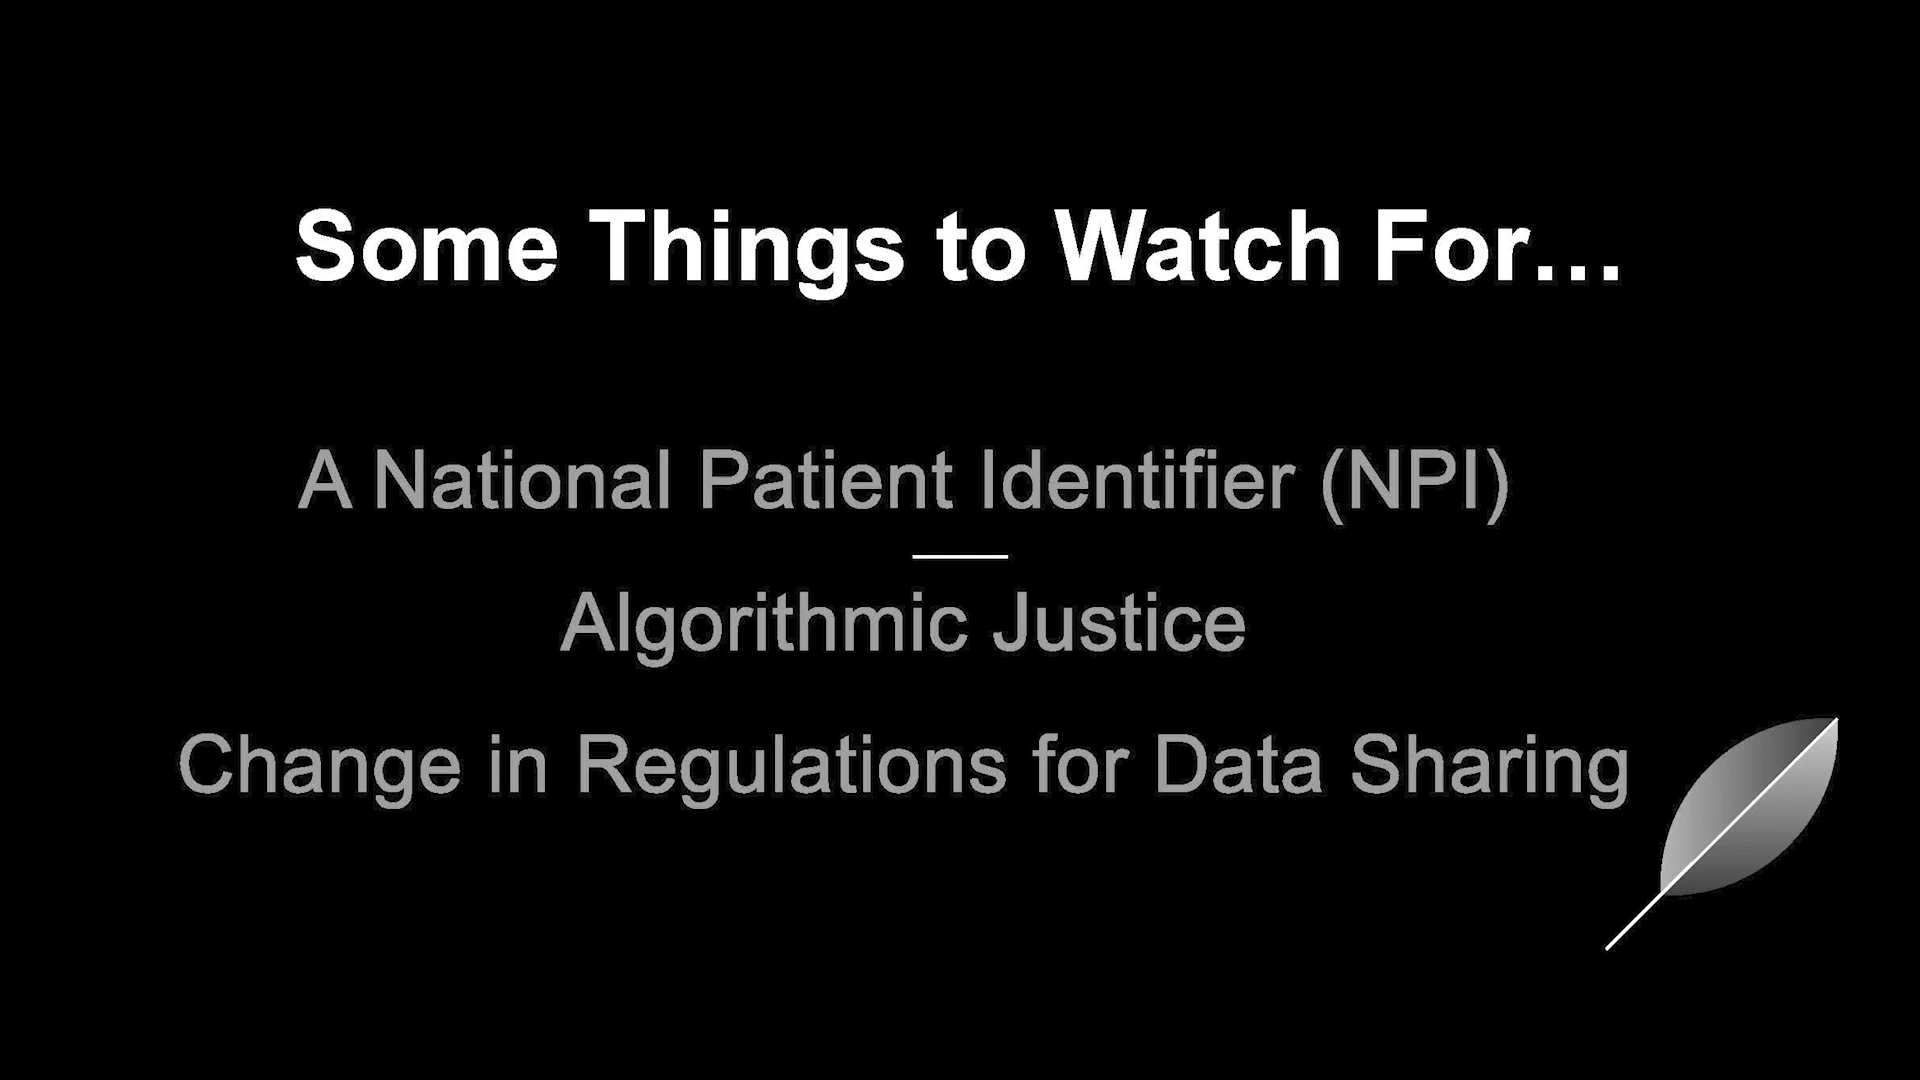 Some Things to Watch For…
A National Patient Identifier (NPI)
Algorithmic Justice
Change in Regulations for Data Sharing